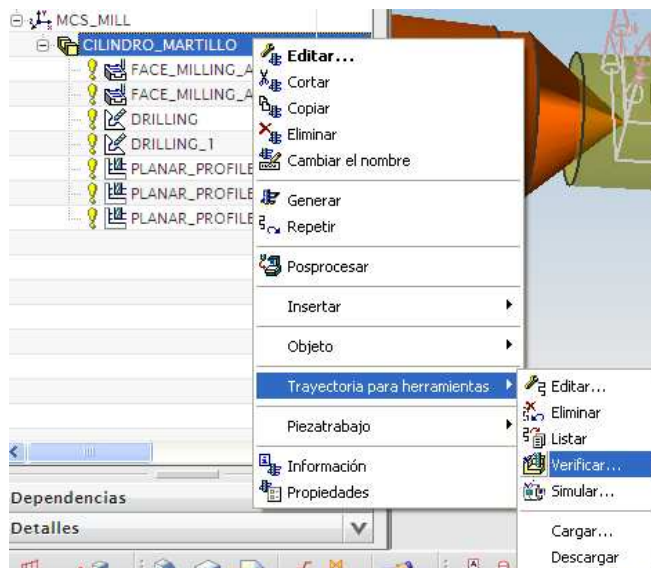 MCS_MILL
CILINDRO_MARTILLO
FACE_MILLING_A
FACE_MILLING_A
DRILLING
DRILLING_1
PLANAR_PROFILE
PLANAR_PROFILE
PLANAR_PROFILE
Editar...
Cortar
Copiar
Eliminar
Cambiar el nombre
Generar
Repetir
Posprocesar
Insertar
Objeto
Trayectoria para herramientas
Piezatrabajo
Información
Propiedades
Editar...
Eliminar
Listar
Verificar...
Simular...
Cargar...
Descargar
Dependencias
Detalles